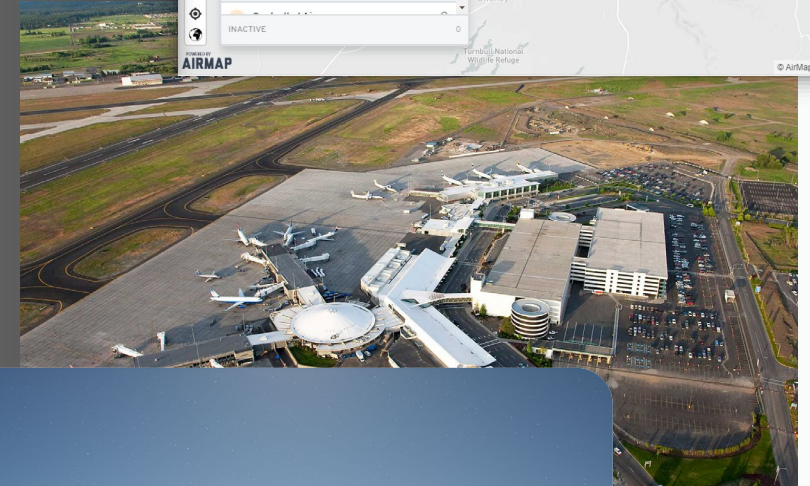 INACTIVE 0
Turnbull National
Wildlife Refuge
POWERED BY
AIRMAP
© AirMap